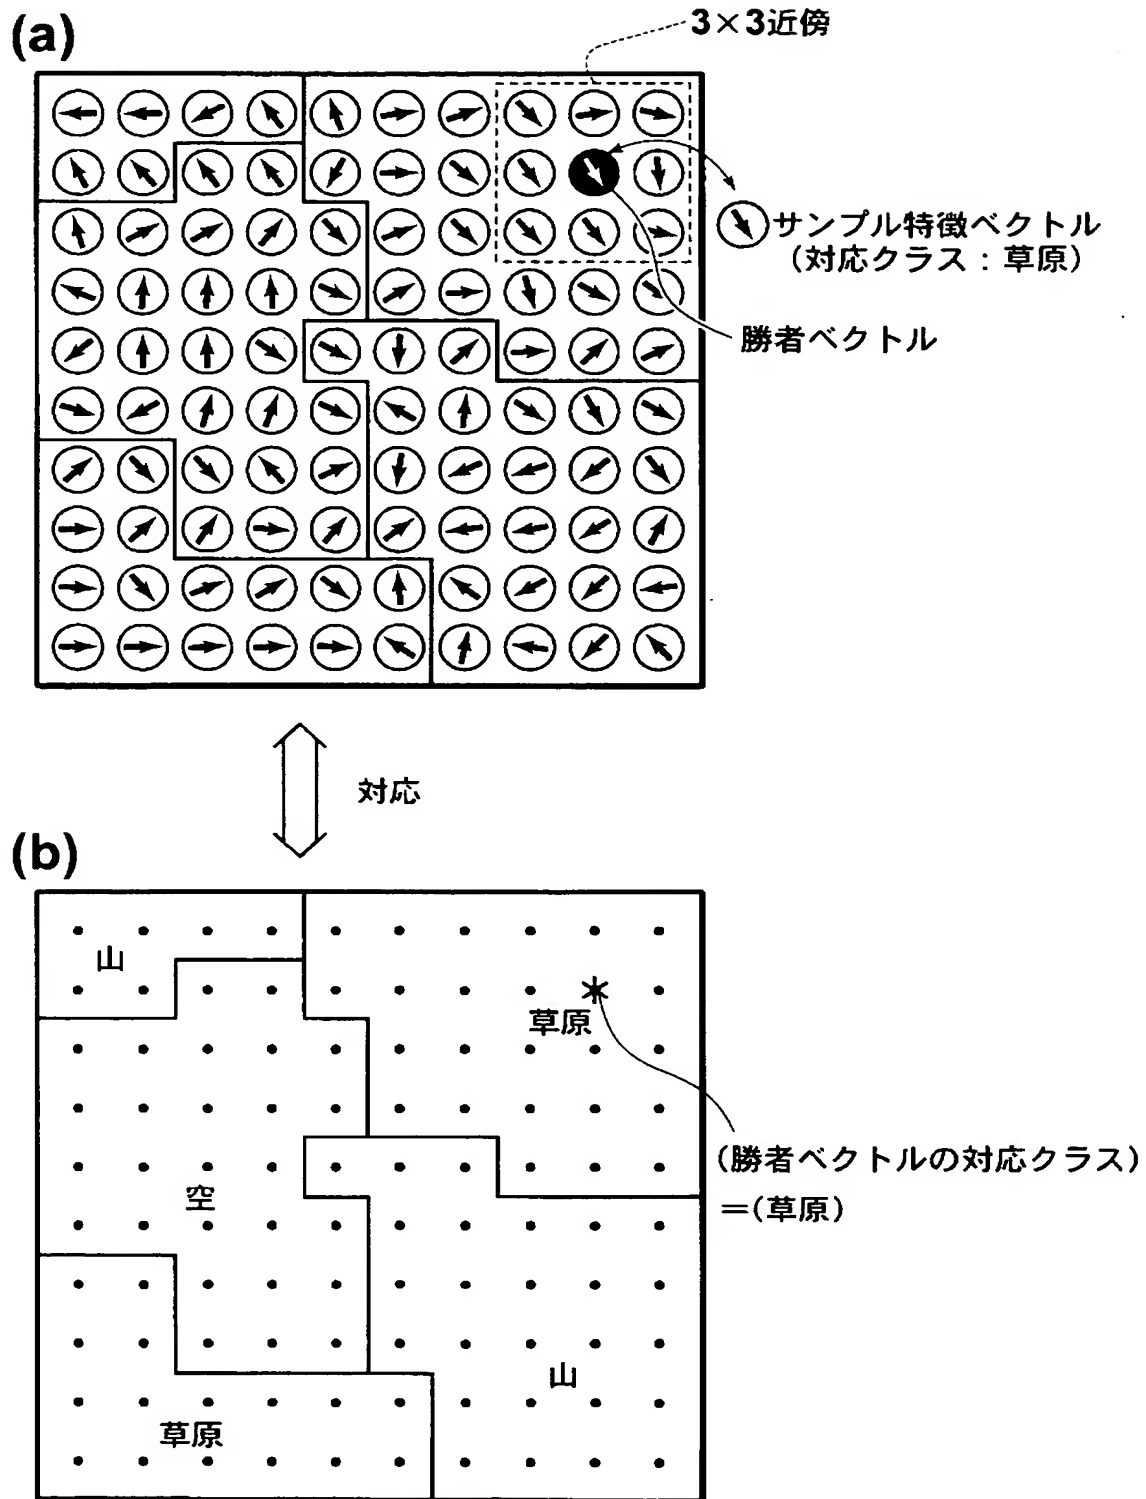 (a)
3×3近傍
サンプル特徴ベクトル
(対応クラス:草原)
勝者ベクトル
対応
(b)
山
草原
(勝者ベクトルの対応クラス)
=(草原)
空
山
草原